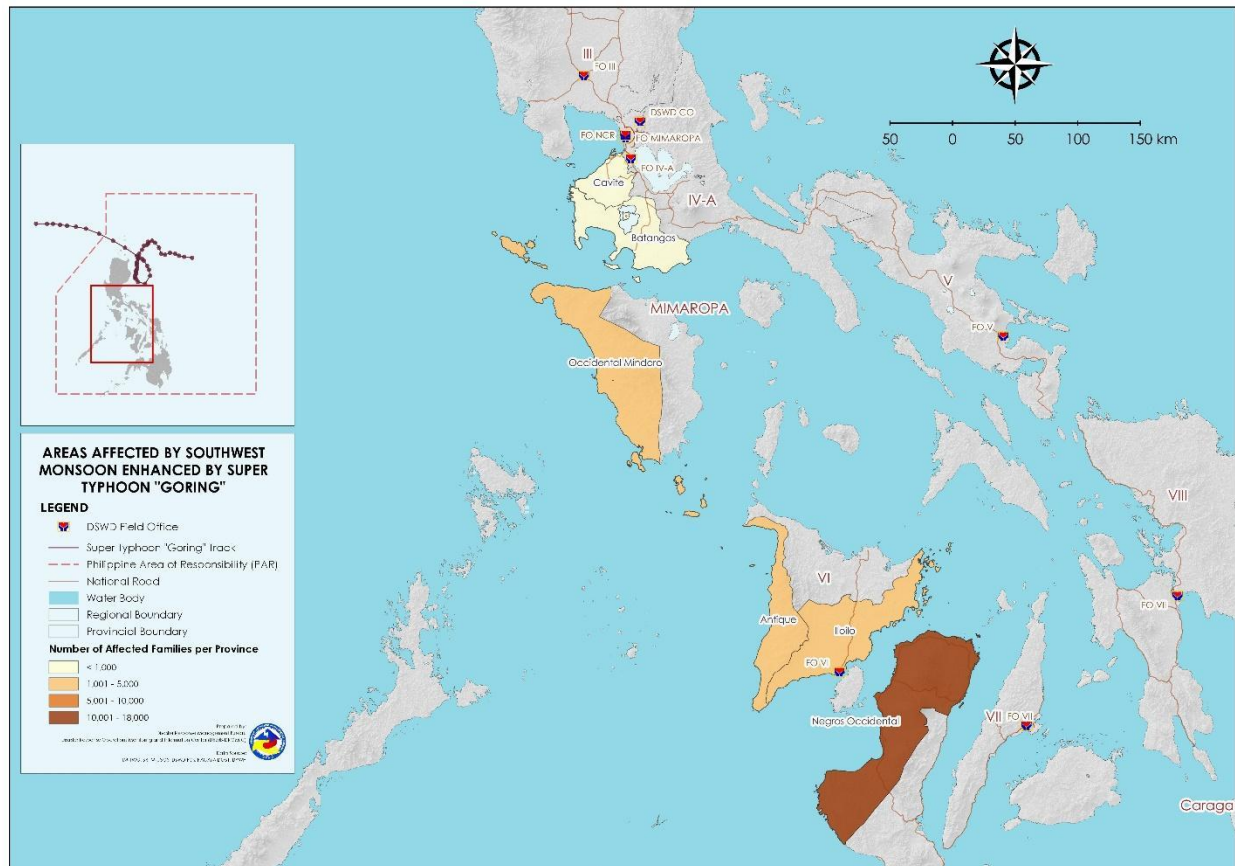 III
FO III
DSWD CO
FO NCR
FO MIMAROPA
FO IV-A
Cavite
IV-A
Batangas
50 0 50 100 150 km
MIMAROPA
V
FO V
Occidental Mindoro
VIII
VI
FO VII
Antique
Iloilo
FO VI
Negros Occidental
VII
FO VII
Caraga
AREAS AFFECTED BY SOUTHWEST
MONSOON ENHANCED BY SUPER
TYPHOON "GORING"
LEGEND
DSWD Field Office
Super Typhoon "Goring" Track
Philippine Area of Responsibility (PAR)
National Road
Water Body
Regional Boundary
Provincial Boundary
Number of Affected Families per Province
< 1,000
1,001 - 5,000
5,001 - 10,000
10,001 - 18,000
Prepared by: